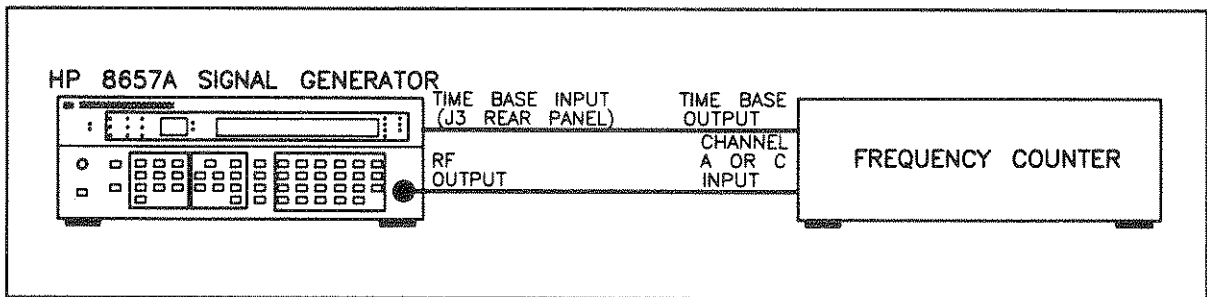 HP 8657A SIGNAL GENERATOR
TIME BASE INPUT
(J3 REAR PANEL)
TIME BASE
OUTPUT
RF
OUTPUT
CHANNEL
A OR C
INPUT
FREQUENCY COUNTER